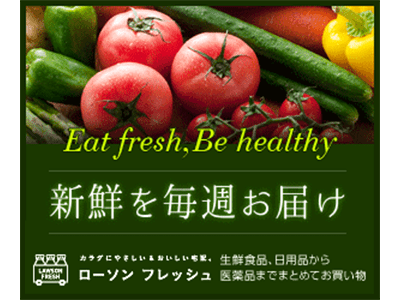 Eat fresh, Be healthy
新鮮を毎週お届け
カラダにやさしい&おいしい宅配。
ローソン フレッシュ
LAWSON
FRESH
生鮮食品、日用品から
医薬品までまとめてお買い物